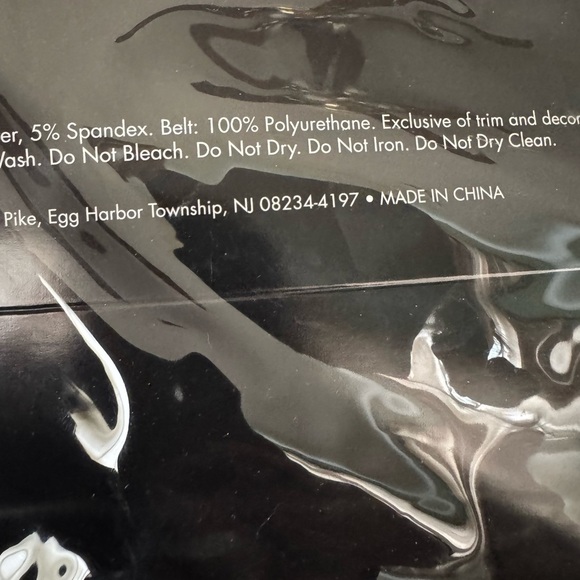 er, 5% Spandex. Belt: 100% Polyurethane. Exclusive of trim and decor
Wash. Do Not Bleach. Do Not Dry. Do Not Iron. Do Not Dry Clean.
Pike, Egg Harbor Township, NJ 08234-4197 • MADE IN CHINA